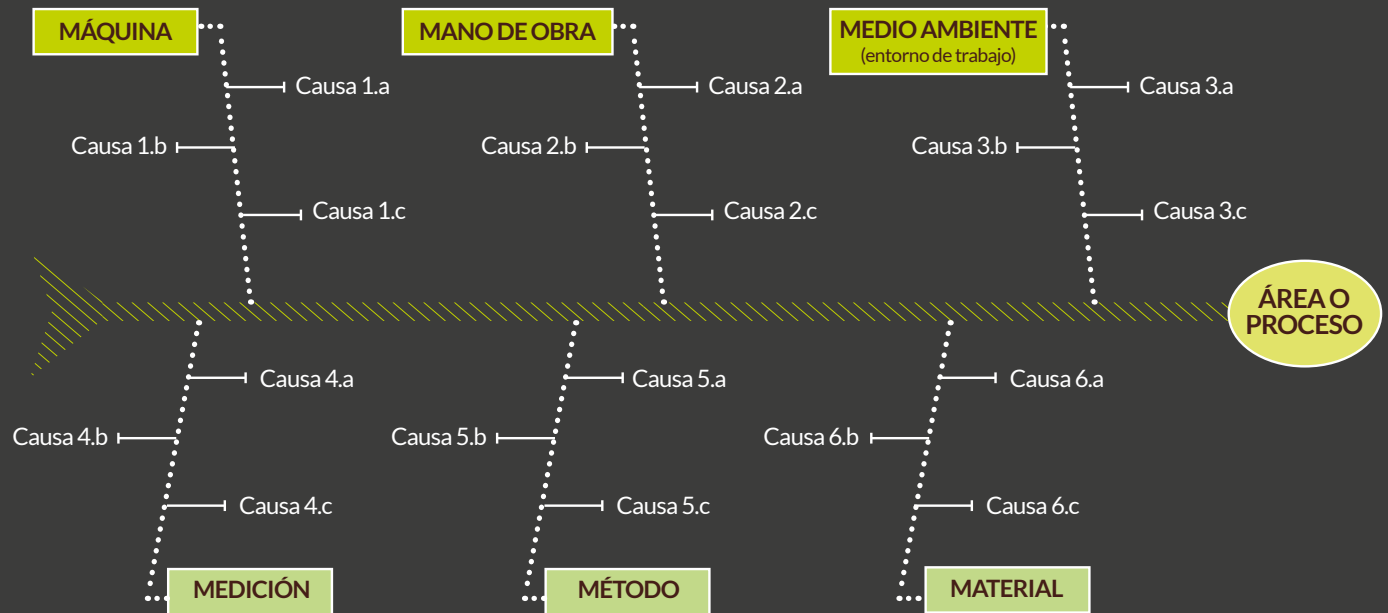 MÁQUINA
MANO DE OBRA
MEDIO AMBIENTE
(entorno de trabajo)
Causa 1.a
Causa 2.a
Causa 3.a
Causa 1.b
Causa 2.b
Causa 3.b
Causa 1.c
Causa 2.c
Causa 3.c
ÁREA O
PROCESO
Causa 4.a
Causa 5.a
Causa 6.a
Causa 4.b
Causa 5.b
Causa 6.b
Causa 4.c
Causa 5.c
Causa 6.c
MEDICIÓN
MÉTODO
MATERIAL